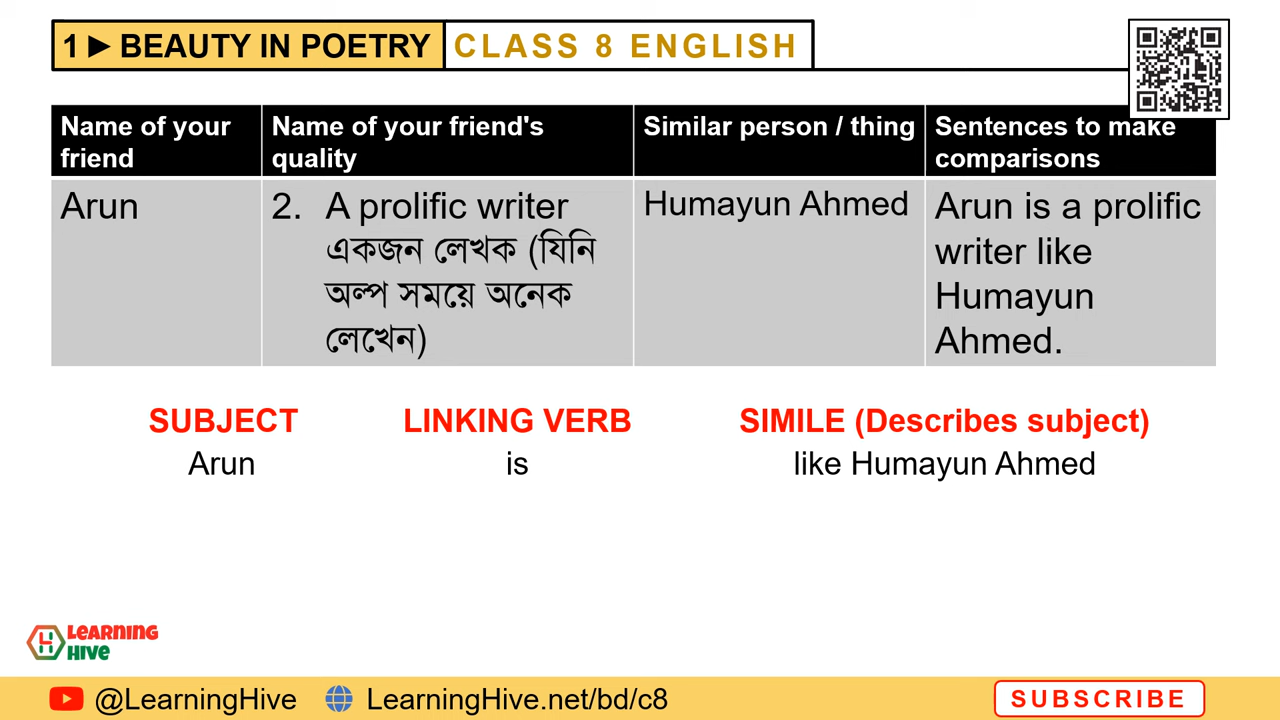 1 ► BEAUTY IN POETRY CLASS 8 ENGLISH
Name of your
friend
Name of your friend's
quality
Similar person / thing
Sentences to make
comparisons
Arun
2. A prolific writer
একজন লেখক (যিনি
অল্প সময়ে অনেক
লেখেন)
Humayun Ahmed
Arun is a prolific
writer like
Humayun
Ahmed.
SUBJECT LINKING VERB SIMILE (Describes subject)
Arun is like Humayun Ahmed
Learning
Hive
@LearningHive LearningHive.net/bd/c8 SUBSCRIBE